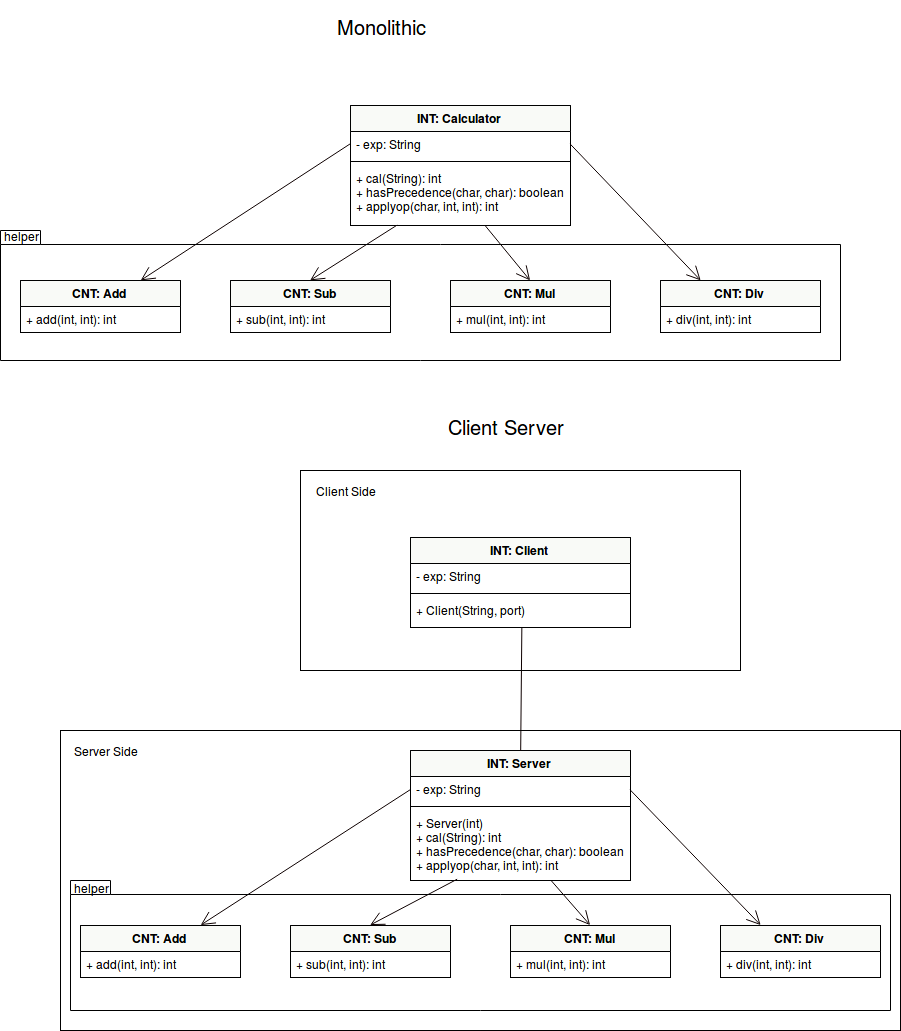 Monolithic
INT: Calculator
- exp: String
+ cal(String): int
+ hasPrecedence(char, char): boolean
+ applyop(char, int, int): int
helper
CNT: Add
+ add(int, int): int
CNT: Sub
+ sub(int, int): int
CNT: Mul
+ mul(int, int): int
CNT: Div
+ div(int, int): int
Client Server
Client Side
INT: Client
- exp: String
+ Client(String, port)
Server Side
INT: Server
- exp: String
+ Server(int)
+ cal(String): int
+ hasPrecedence(char, char): boolean
+ applyop(char, int, int): int
helper
CNT: Add
+ add(int, int): int
CNT: Sub
+ sub(int, int): int
CNT: Mul
+ mul(int, int): int
CNT: Div
+ div(int, int): int